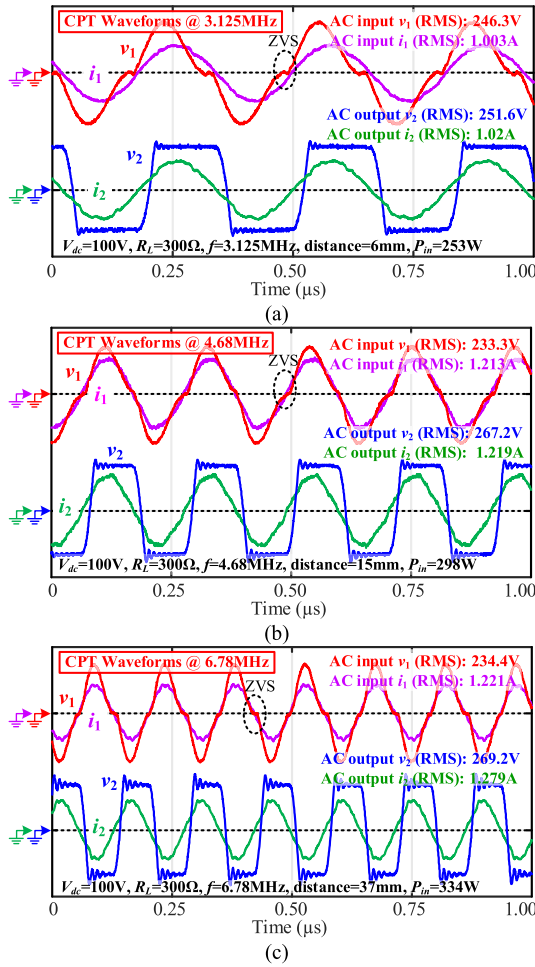 CPT Waveforms @ 3.125MHz
AC input v1 (RMS): 246.3V
AC input i1 (RMS): 1.003A
ZVS
v1
i1
AC output v2 (RMS): 251.6V
AC output i2 (RMS): 1.02A
v2
i2
Vdc=100V, RL=300Ω, f=3.125MHz, distance=6mm, Pin=253W
0 0.25 0.50 0.75 1.00
Time (μs)
(a)
CPT Waveforms @ 4.68MHz
AC input v1 (RMS): 233.3V
AC input i1 (RMS): 1.213A
ZVS
v1
i1
AC output v2 (RMS): 267.2V
AC output i2 (RMS): 1.219A
v2
i2
Vdc=100V, RL=300Ω, f=4.68MHz, distance=15mm, Pin=298W
0 0.25 0.50 0.75 1.00
Time (μs)
(b)
CPT Waveforms @ 6.78MHz
AC input v1 (RMS): 234.4V
AC input i1 (RMS): 1.221A
ZVS
v1
i1
AC output v2 (RMS): 269.2V
AC output i2 (RMS): 1.279A
v2
i2
Vdc=100V, RL=300Ω, f=6.78MHz, distance=37mm, Pin=334W
0 0.25 0.50 0.75 1.00
Time (μs)
(c)